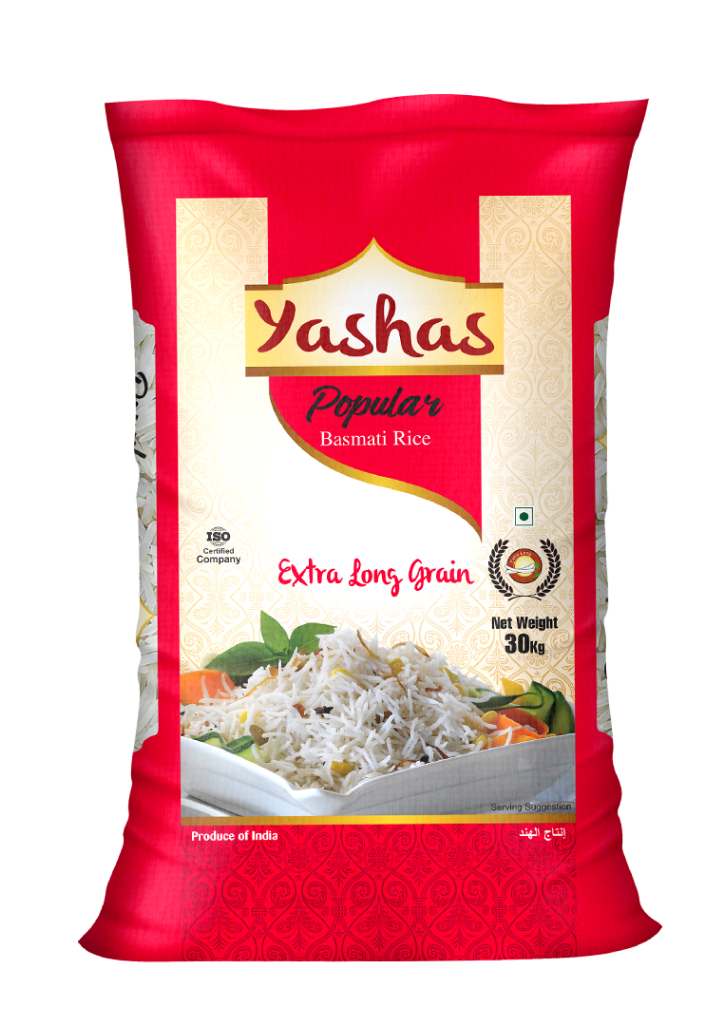 Yashas
Popular
Basmati Rice
ISO
Certified
Company
Extra Long Grain
Net Weight
30Kg
Serving Suggestion
Produce of India
إنتاج الهند